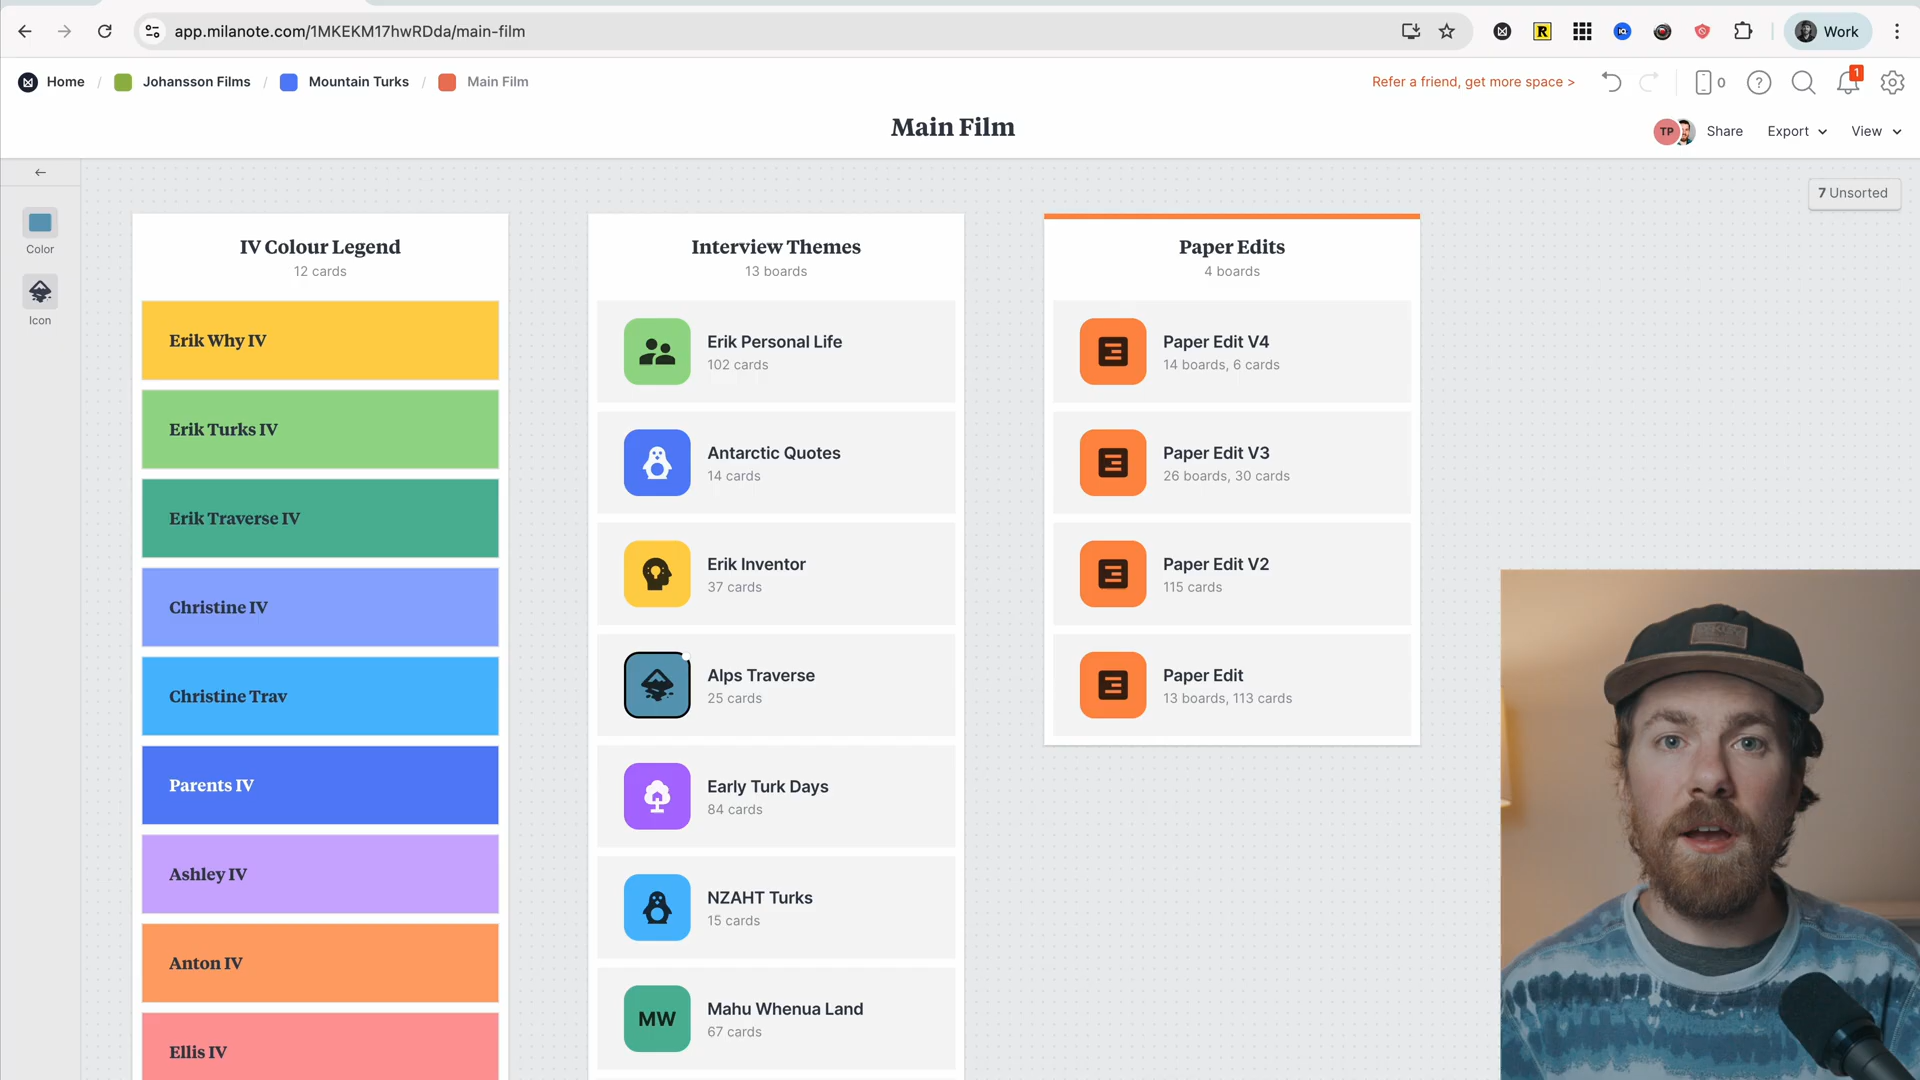 app.milanote.com/1MKEKM17hwRDda/main-film
R
IQ
Work
Home / Johansson Films / Mountain Turks / Main Film
Refer a friend, get more space >
0
?
1
Main Film
TP
Share
Export
View
7 Unsorted
Color
Icon
IV Colour Legend
12 cards
Erik Why IV
Erik Turks IV
Erik Traverse IV
Christine IV
Christine Trav
Parents IV
Ashley IV
Anton IV
Ellis IV
Interview Themes
13 boards
Erik Personal Life
102 cards
Antarctic Quotes
14 cards
Erik Inventor
37 cards
Alps Traverse
25 cards
Early Turk Days
84 cards
NZAHT Turks
15 cards
MW
Mahu Whenua Land
67 cards
Paper Edits
4 boards
Paper Edit V4
14 boards, 6 cards
Paper Edit V3
26 boards, 30 cards
Paper Edit V2
115 cards
Paper Edit
13 boards, 113 cards